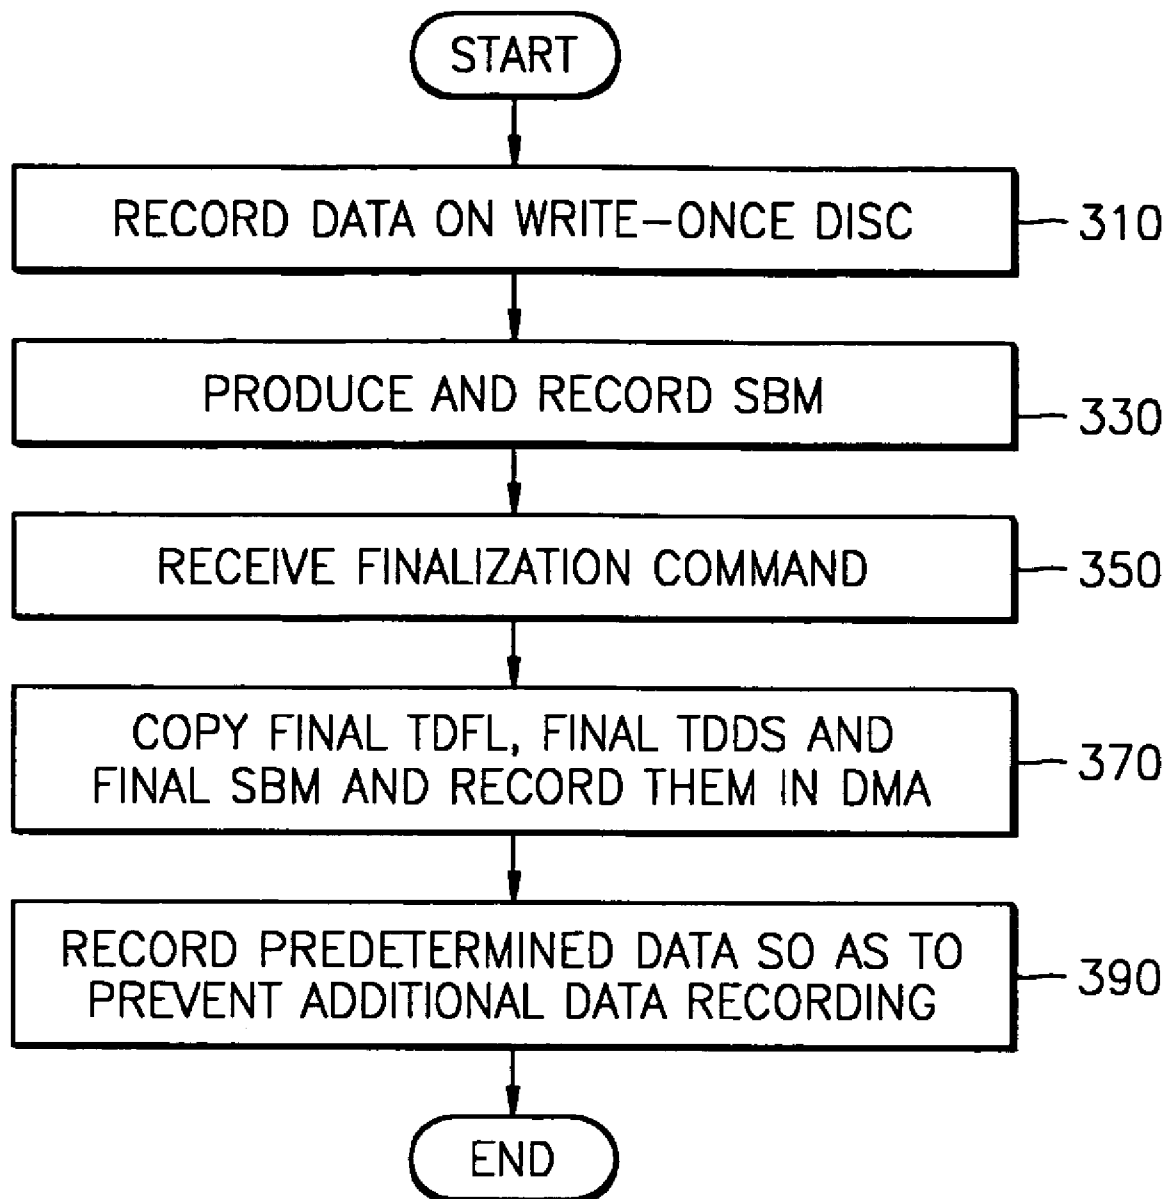 START
RECORD DATA ON WRITE-ONCE DISC
310
PRODUCE AND RECORD SBM
330
RECEIVE FINALIZATION COMMAND
350
COPY FINAL TDFL, FINAL TDDS AND
FINAL SBM AND RECORD THEM IN DMA
370
RECORD PREDETERMINED DATA SO AS TO
PREVENT ADDITIONAL DATA RECORDING
390
END